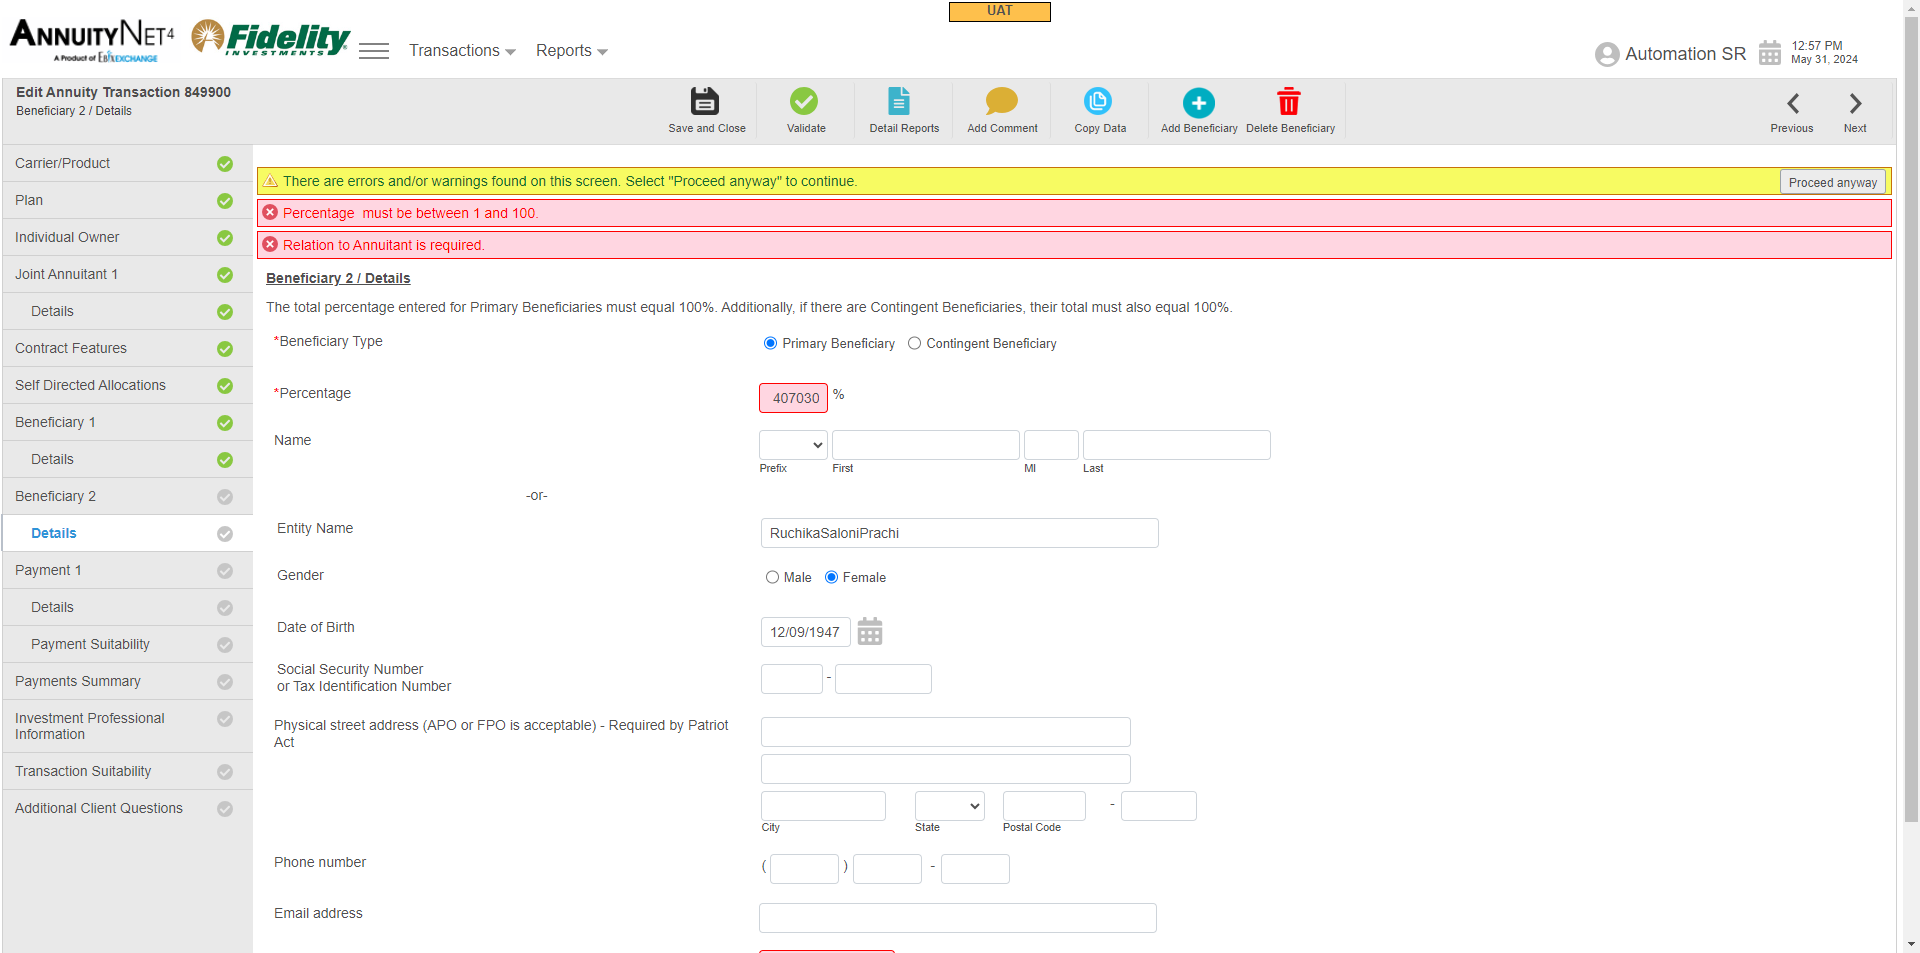 UAT
ANNUITYNET4
A Product of EbixEXCHANGE
Fidelity
INVESTMENTS
Transactions
Reports
Automation SR
12:57 PM
May 31, 2024
Edit Annuity Transaction 849900
Beneficiary 2 / Details
Save and Close
Validate
Detail Reports
Add Comment
Copy Data
Add Beneficiary
Delete Beneficiary
Previous
Next
Carrier/Product
Plan
Individual Owner
Joint Annuitant 1
Details
Contract Features
Self Directed Allocations
Beneficiary 1
Details
Beneficiary 2
Details
Payment 1
Details
Payment Suitability
Payments Summary
Investment Professional
Information
Transaction Suitability
Additional Client Questions
There are errors and/or warnings found on this screen. Select "Proceed anyway" to continue.
Proceed anyway
Percentage  must be between 1 and 100.
Relation to Annuitant is required.
Beneficiary 2 / Details
The total percentage entered for Primary Beneficiaries must equal 100%. Additionally, if there are Contingent Beneficiaries, their total must also equal 100%.
*Beneficiary Type
Primary Beneficiary
Contingent Beneficiary
*Percentage
407030 %
Name
Prefix
First
MI
Last
-or-
Entity Name
RuchikaSaloniPrachi
Gender
Male
Female
Date of Birth
12/09/1947
Social Security Number
or Tax Identification Number
-
Physical street address (APO or FPO is acceptable) - Required by Patriot
Act
-
City
State
Postal Code
Phone number
( ) -
Email address